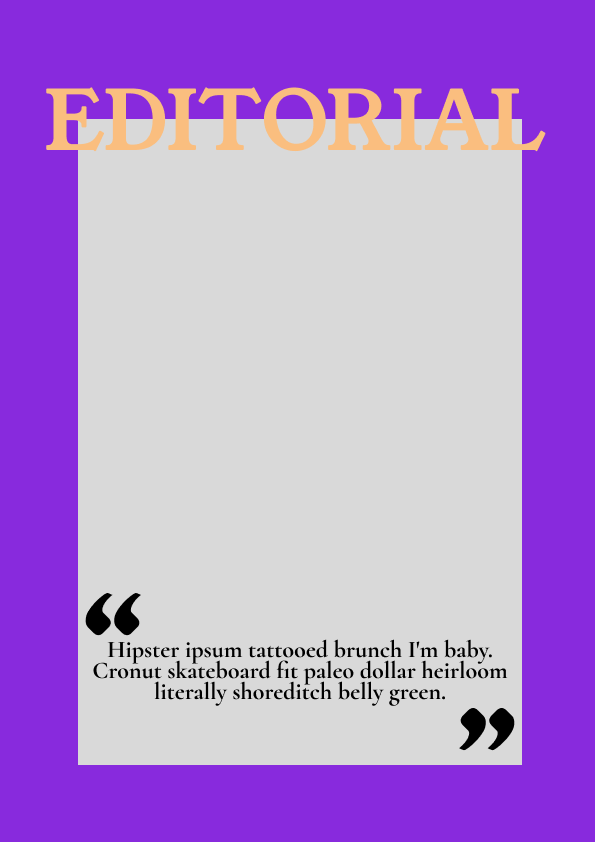 EDITORIAL
“
Hipster ipsum tattooed brunch I'm baby.
Cronut skateboard fit paleo dollar heirloom
literally shoreditch belly green.
”